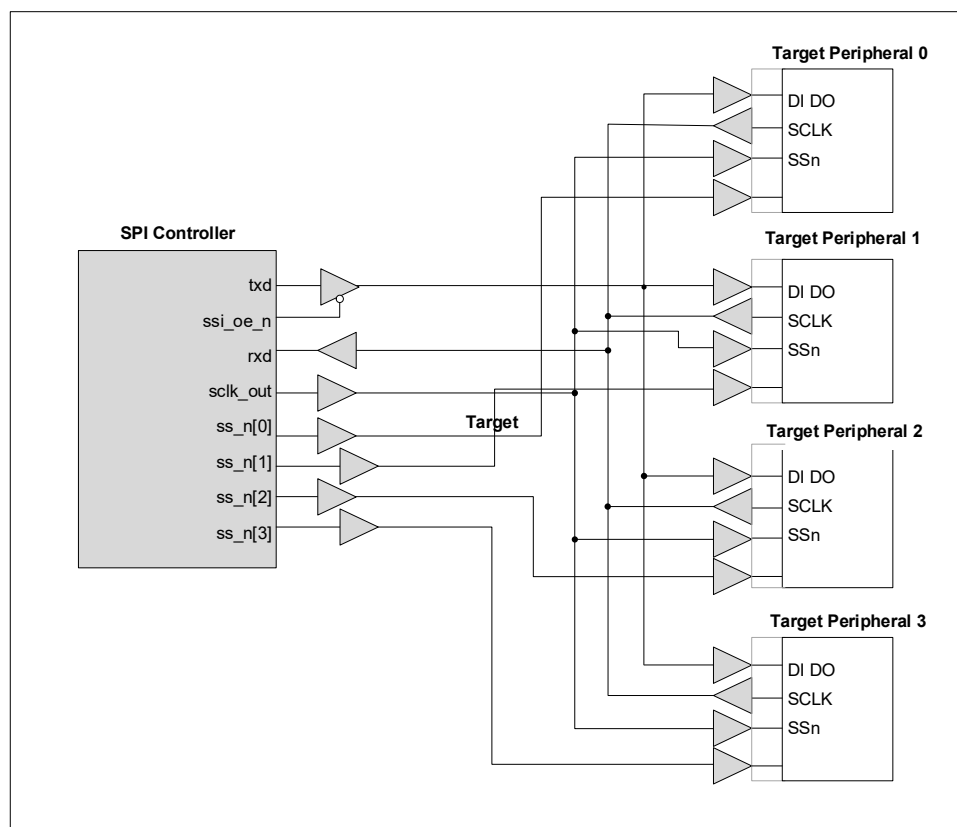 Target Peripheral 0
DI DO
SCLK
SSn
Target Peripheral 1
DI DO
SCLK
SSn
SPI Controller
txd
ssi_oe_n
rxd
sclk_out
ss_n[0]
ss_n[1]
ss_n[2]
ss_n[3]
Target
Target Peripheral 2
DI DO
SCLK
SSn
Target Peripheral 3
DI DO
SCLK
SSn